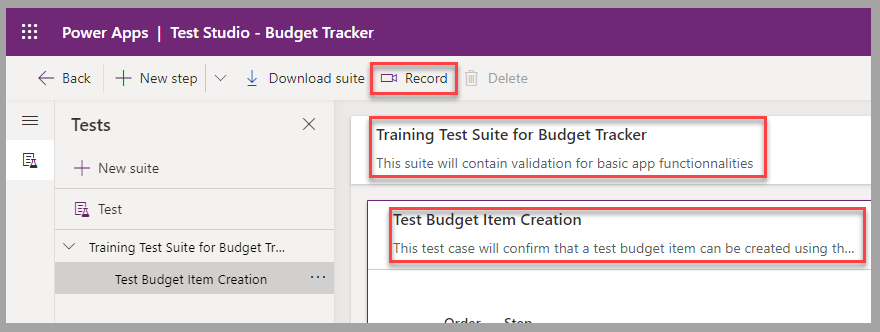 Power Apps | Test Studio - Budget Tracker
Back New step Download suite Record Delete
Tests
New suite
Test
Training Test Suite for Budget Tr...
Test Budget Item Creation ...
Training Test Suite for Budget Tracker
This suite will contain validation for basic app functionnalities
Test Budget Item Creation
This test case will confirm that a test budget item can be created using th...
Order Step